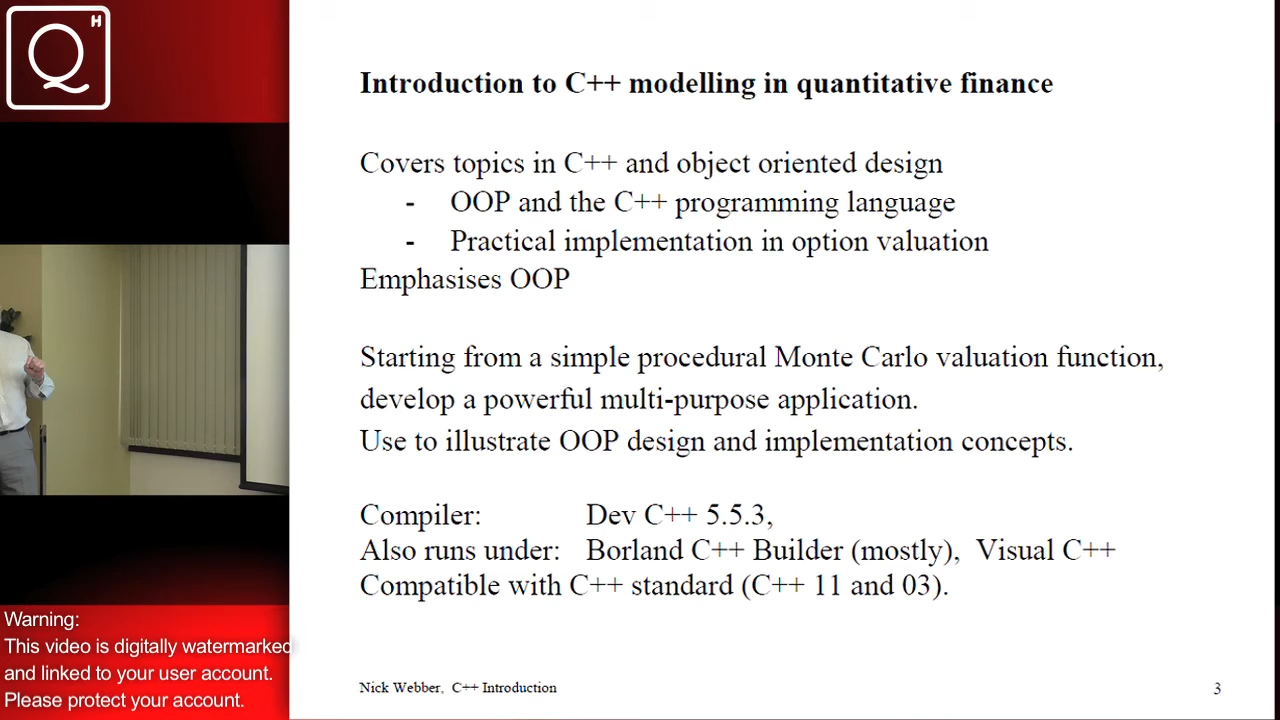 Q H
Introduction to C++ modelling in quantitative finance
Covers topics in C++ and object oriented design
- OOP and the C++ programming language
- Practical implementation in option valuation
Emphasises OOP
Starting from a simple procedural Monte Carlo valuation function,
develop a powerful multi-purpose application.
Use to illustrate OOP design and implementation concepts.
Compiler: Dev C++ 5.5.3,
Also runs under: Borland C++ Builder (mostly), Visual C++
Compatible with C++ standard (C++ 11 and 03).
Nick Webber, C++ Introduction 3
Warning:
This video is digitally watermarked
and linked to your user account.
Please protect your account.